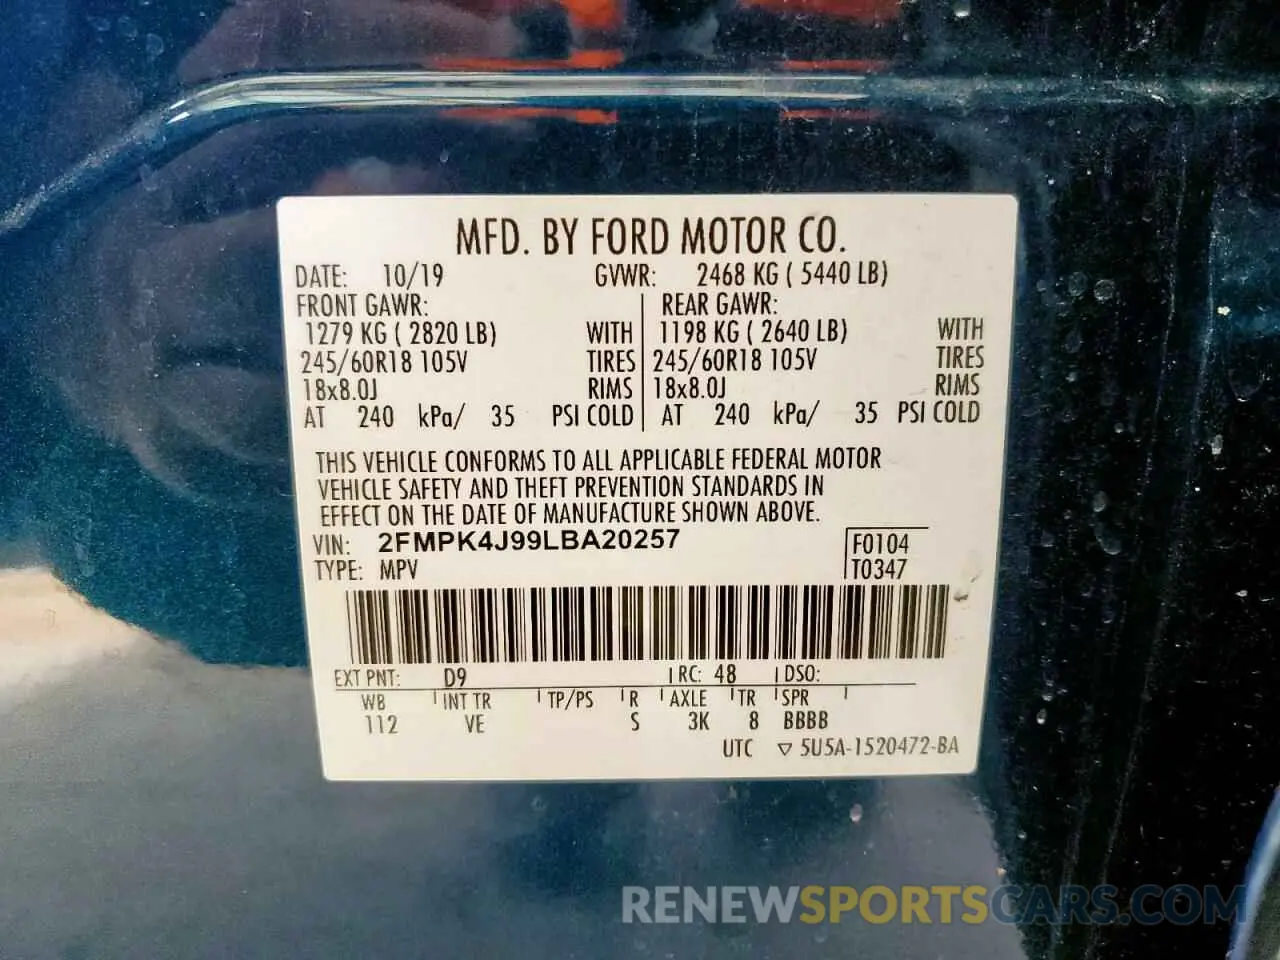 MFD. BY FORD MOTOR CO.
DATE: 10/19 GVWR: 2468 KG ( 5440 LB)
FRONT GAWR: REAR GAWR:
1279 KG ( 2820 LB) WITH 1198 KG ( 2640 LB) WITH
245/60R18 105V TIRES 245/60R18 105V TIRES
18x8.0J RIMS 18x8.0J RIMS
AT 240 kPa/ 35 PSI COLD AT 240 kPa/ 35 PSI COLD
THIS VEHICLE CONFORMS TO ALL APPLICABLE FEDERAL MOTOR
VEHICLE SAFETY AND THEFT PREVENTION STANDARDS IN
EFFECT ON THE DATE OF MANUFACTURE SHOWN ABOVE.
VIN: 2FMPK4J99LBA20257 F0104
TYPE: MPV T0347
EXT PNT: D9 RC: 48 DSO:
WB INT TR TP/PS R AXLE TR SPR
112 VE S 3K 8 BBBB
UTC ▽ 5U5A-1520472-BA
RENEWSPORTSCARS.COM